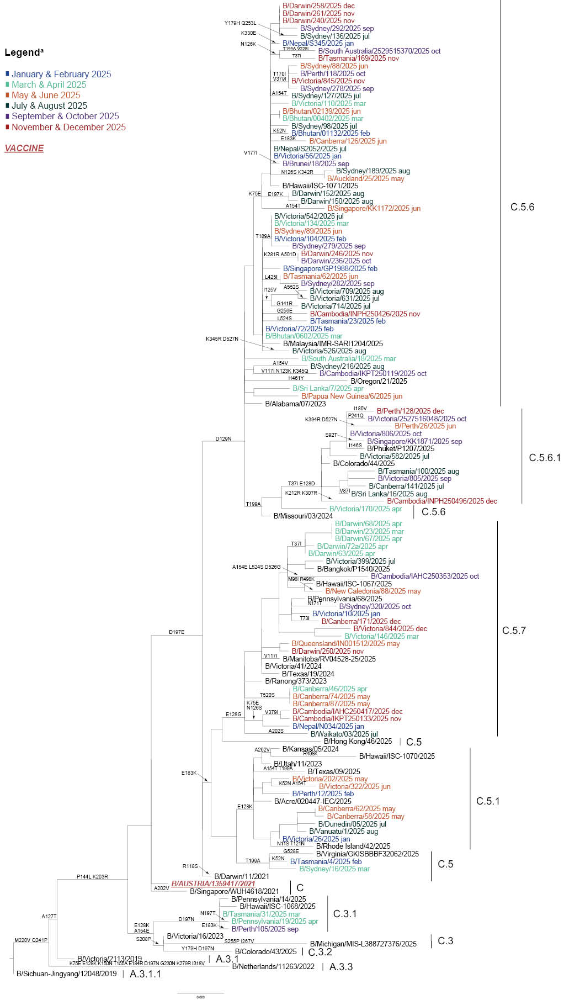 B/Darwin/258/2025 dec
B/Darwin/261/2025 nov
B/Darwin/240/2025 nov
Y179H Q253L
B/Sydney/292/2025 sep
K330E
B/Sydney/136/2025 jul
B/Nepal/S345/2025 jan
N126K
T199A V225I
B/South Australia/2529515370/2025 oct
Legendª
T37I
B/Tasmania/169/2025 nov
B/Sydney/88/2025 jun
January & February 2025
T170I
B/Perth/118/2025 oct
V379I
B/Victoria/845/2025 nov
March & April 2025
B/Sydney/278/2025 sep
May & June 2025
A154T
B/Sydney/127/2025 jul
July & August 2025
B/Victoria/110/2025 mar
B/Bhutan/02139/2025 jun
September & October 2025
B/Bhutan/00402/2025 mar
November & December 2025
B/Sydney/98/2025 jul
K52N
B/Bhutan/01132/2025 feb
E183K
B/Canberra/126/2025 jun
VACCINE
B/Nepal/S2052/2025 jul
V177I
B/Victoria/56/2025 jan
B/Brunei/18/2025 sep
N126S K342R
B/Sydney/189/2025 aug
B/Auckland/25/2025 may
B/Hawaii/ISC-1071/2025
K75E
E197K
B/Darwin/152/2025 aug
B/Darwin/150/2025 aug
A154T
B/Singapore/KK1172/2025 jun
C.5.6
B/Victoria/542/2025 jul
B/Victoria/134/2025 mar
B/Sydney/89/2025 jun
T189A
B/Victoria/104/2025 feb
B/Sydney/279/2025 sep
K281R A501D
B/Darwin/246/2025 nov
B/Darwin/236/2025 oct
B/Singapore/GP1988/2025 feb
L425I
B/Tasmania/62/2025 jun
B/Sydney/282/2025 sep
I125V
A552S
B/Victoria/709/2025 aug
B/Victoria/631/2025 jul
G141R
B/Victoria/714/2025 jul
G256E
B/Cambodia/INPH250426/2025 nov
L524S
B/Tasmania/23/2025 feb
B/Victoria/72/2025 feb
B/Bhutan/0602/2025 mar
K345R D527N
B/Malaysia/IMR-SARI1204/2025
B/Victoria/526/2025 aug
B/South Australia/18/2025 mar
A154V
B/Sydney/216/2025 aug
V117I N123K K345Q
B/Cambodia/IKPT250119/2025 oct
H461Y
B/Oregon/21/2025
B/Sri Lanka/7/2025 apr
B/Papua New Guinea/6/2025 jun
B/Alabama/07/2023
I180V
B/Perth/128/2025 dec
P241Q
B/Victoria/2527516048/2025 oct
K394R D527N
B/Perth/26/2025 jun
S92T
B/Victoria/806/2025 oct
D129N
B/Singapore/KK1871/2025 sep
I146S
B/Phuket/P1207/2025
B/Victoria/582/2025 jul
C.5.6.1
B/Colorado/44/2025
B/Tasmania/100/2025 aug
B/Victoria/805/2025 sep
T37I E128D
B/Canberra/141/2025 jul
K212R K307R
V87I
B/Sri Lanka/16/2025 aug
B/Cambodia/INPH250496/2025 dec
T199A
B/Victoria/170/2025 apr
C.5.6
B/Missouri/03/2024
B/Darwin/68/2025 apr
B/Darwin/23/2025 mar
B/Darwin/67/2025 apr
T37I
B/Darwin/72a/2025 apr
B/Darwin/63/2025 apr
B/Victoria/399/2025 jul
A154E L524S D526G
B/Bangkok/P1540/2025
B/Cambodia/IAHC250353/2025 oct
M98I R498K
B/Hawaii/ISC-1067/2025
B/New Caledonia/88/2025 may
B/Pennsylvania/68/2025
N171T
B/Sydney/320/2025 oct
B/Victoria/10/2025 jan
T73I
B/Canberra/171/2025 dec
B/Victoria/844/2025 dec
D197E
C.5.7
B/Victoria/146/2025 mar
B/Queensland/IN001512/2025 may
B/Darwin/250/2025 nov
V117I
B/Manitoba/RV04528-25/2025
B/Victoria/41/2024
B/Texas/19/2024
B/Ranong/373/2023
B/Canberra/46/2025 apr
T520S
B/Canberra/74/2025 may
K75E
B/Canberra/87/2025 may
N126S
V379I
B/Cambodia/IAHC250417/2025 dec
E128G
B/Cambodia/IKPT250133/2025 nov
B/Nepal/N034/2025 jan
A202S
B/Waikato/03/2025 jul
B/Hong Kong/46/2025
C.5
A202V
B/Kansas/05/2024
R498K
B/Hawaii/ISC-1070/2025
B/Utah/11/2023
A154T T199A
B/Texas/09/2025
E183K
B/Victoria/202/2025 may
K52N A154T
B/Victoria/322/2025 jun
B/Perth/12/2025 feb
B/Acre/020447-IEC/2025
C.5.1
E128K
B/Canberra/62/2025 may
B/Canberra/58/2025 may
B/Dunedin/05/2025 jul
B/Vanuatu/1/2025 aug
B/Victoria/26/2025 jan
N11S T121N
B/Rhode Island/42/2025
G528E
B/Virginia/GKISBBBF32062/2025
T199A
K52N
B/Tasmania/4/2025 feb
C.5
R118S
B/Sydney/16/2025 mar
B/Darwin/11/2021
P144L K203R
B/AUSTRIA/1359417/2021
C
A202V
B/Singapore/WUH4618/2021
B/Pennsylvania/14/2025
B/Hawaii/ISC-1068/2025
N197T
B/Tasmania/31/2025 mar
C.3.1
A127T
D197N
B/Pennsylvania/19/2025 apr
E128K
E183K
B/Perth/105/2025 sep
A154E
S208P
B/Victoria/16/2023
M220V Q241P
S255P I267V
B/Michigan/MIS-L388727376/2025
C.3
Y179H D197N
B/Colorado/43/2025
C.3.2
B/Victoria/2113/2019
A.3.1
K75E E128K K150N T155A E184R D197N G230N K279R I318V
B/Netherlands/11263/2022
A.3.3
B/Sichuan-Jingyang/12048/2019
A.3.1.1
0.003